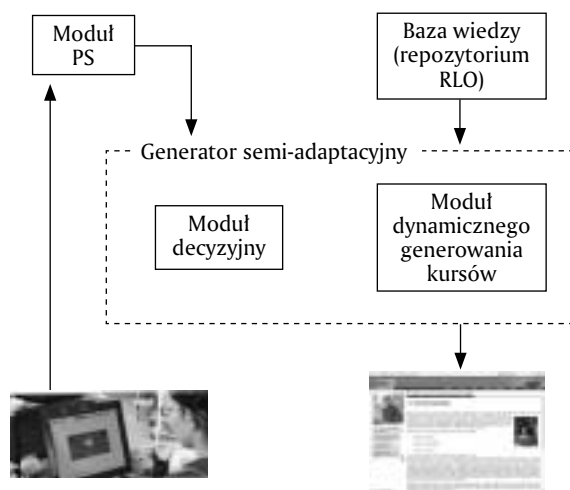 Moduł
PS
Baza wiedzy
(repozytorium
RLO)
Generator semi-adaptacyjny
Moduł
decyzyjny
Moduł
dynamicznego
generowania
kursów